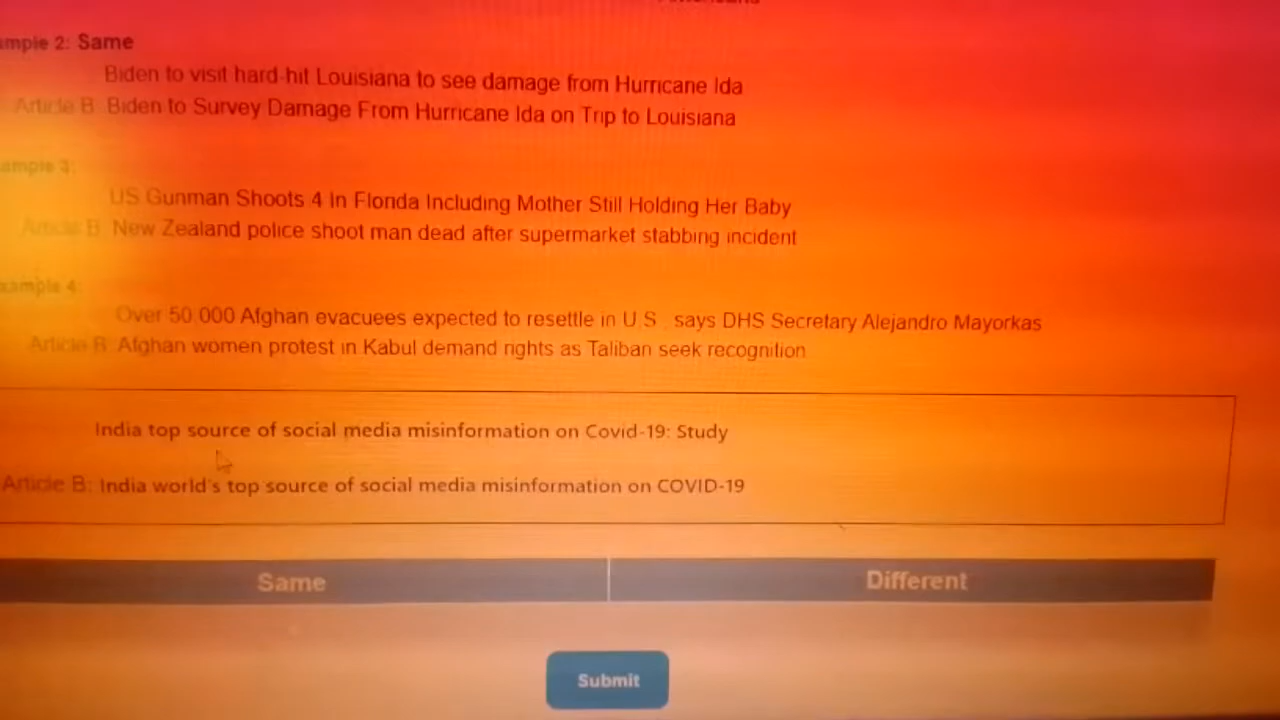 ample 2: Same
Biden to visit hard-hit Louisiana to see damage from Hurricane Ida
Article B Biden to Survey Damage From Hurricane Ida on Trip to Louisiana
ample 3:
US Gunman Shoots 4 In Florida Including Mother Still Holding Her Baby
Article B New Zealand police shoot man dead after supermarket stabbing incident
xample 4:
Over 50,000 Afghan evacuees expected to resettle in U.S., says DHS Secretary Alejandro Mayorkas
Article B Afghan women protest in Kabul demand rights as Taliban seek recognition
India top source of social media misinformation on Covid-19: Study
Article B: India world's top source of social media misinformation on COVID-19
Same Different
Submit